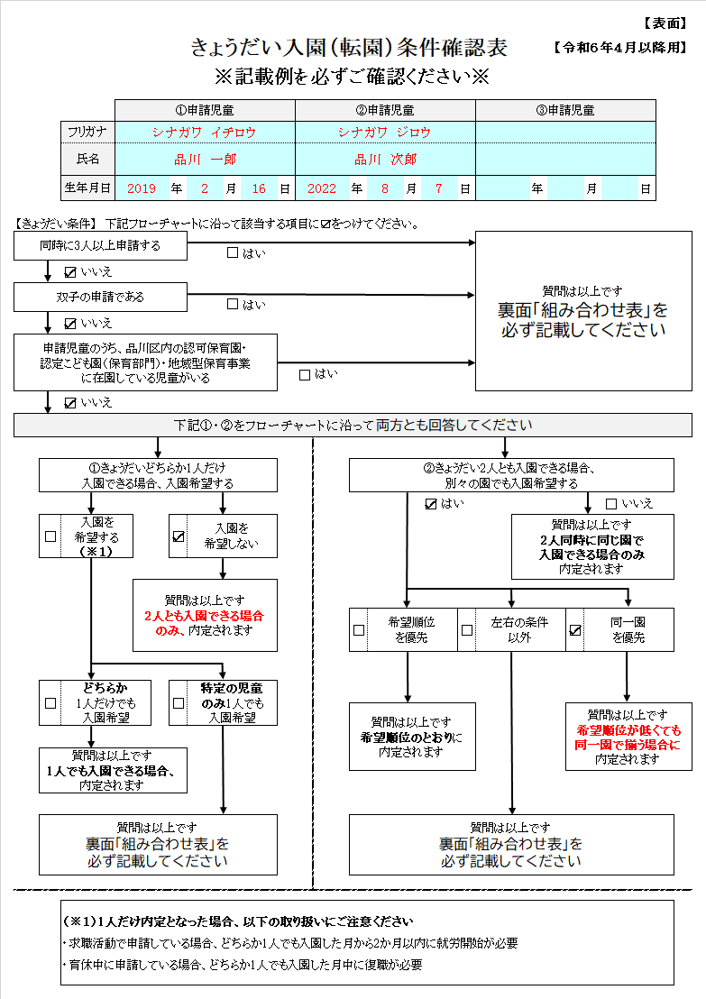 【表面】
きょうだい入園（転園）条件確認表
【令和６年４月以降用】
※記載例を必ずご確認ください※
①申請児童 ②申請児童 ③申請児童
フリガナ シナガワ イチロウ シナガワ ジロウ
氏名 品川 一郎 品川 次郎
生年月日 2019 年 2 月 16 日 2022 年 8 月 7 日 年 月 日
【きょうだい条件】 下記フローチャートに沿って該当する項目に☑をつけてください。
同時に3人以上申請する
☐ はい
☑ いいえ
双子の申請である
☐ はい
☑ いいえ
申請児童のうち、品川区内の認可保育園・
認定こども園（保育部門）・地域型保育事業
に在園している児童がいる
☐ はい
☑ いいえ
質問は以上です
裏面「組み合わせ表」を
必ず記載してください
下記①・②をフローチャートに沿って両方とも回答してください
①きょうだいどちらか1人だけ
入園できる場合、入園希望する
☐ 入園を
希望する
（※1）
☑ 入園を
希望しない
質問は以上です
2人とも入園できる場合
のみ、内定されます
☐ どちらか
1人だけでも
入園希望
☐ 特定の児童
のみ1人でも
入園希望
質問は以上です
1人でも入園できる場合、
内定されます
質問は以上です
裏面「組み合わせ表」を
必ず記載してください
②きょうだい2人とも入園できる場合、
別々の園でも入園希望する
☑ はい
☐ いいえ
質問は以上です
2人同時に同じ園で
入園できる場合のみ
内定されます
☐ 希望順位
を優先
☐ 左右の条件
以外
☑ 同一園
を優先
質問は以上です
希望順位のとおりに
内定されます
質問は以上です
希望順位が低くても
同一園で揃う場合に
内定されます
質問は以上です
裏面「組み合わせ表」を
必ず記載してください
（※1）1人だけ内定となった場合、以下の取り扱いにご注意ください
・求職活動で申請している場合、どちらか1人でも入園した月から2か月以内に就労開始が必要
・育休中に申請している場合、どちらか1人でも入園した月中に復職が必要